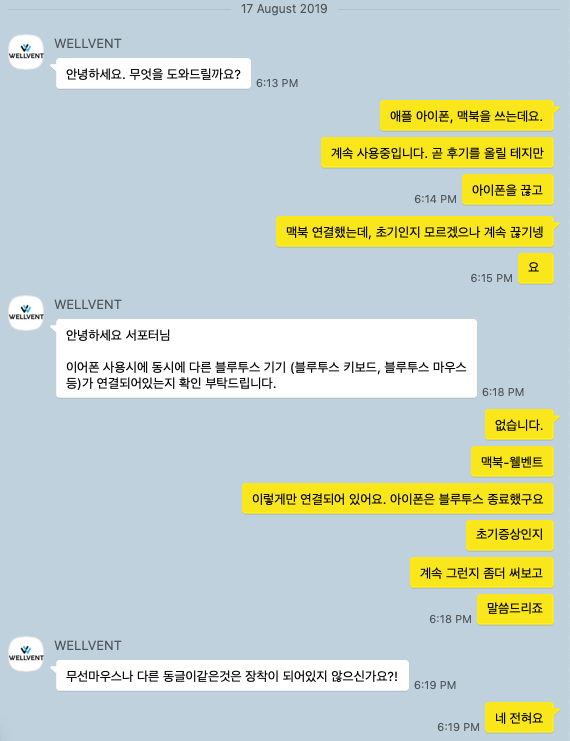 17 August 2019
WELLVENT
WELLVENT
안녕하세요. 무엇을 도와드릴까요?
6:13 PM
애플 아이폰, 맥북을 쓰는데요.
계속 사용중입니다. 곧 후기를 올릴 테지만
아이폰을 끊고
6:14 PM
맥북 연결했는데, 초기인지 모르겠으나 계속 끊기넹
요
6:15 PM
WELLVENT
WELLVENT
안녕하세요 서포터님
이어폰 사용시에 동시에 다른 블루투스 기기 (블루투스 키보드, 블루투스 마우스
등)가 연결되어있는지 확인 부탁드립니다.
6:18 PM
없습니다.
맥북-웰벤트
이렇게만 연결되어 있어요. 아이폰은 블루투스 종료했구요
초기증상인지
계속 그런지 좀더 써보고
말씀드리죠
6:18 PM
WELLVENT
WELLVENT
무선마우스나 다른 동글이같은것은 장착이 되어있지 않으신가요?!
6:19 PM
네 전혀요
6:19 PM